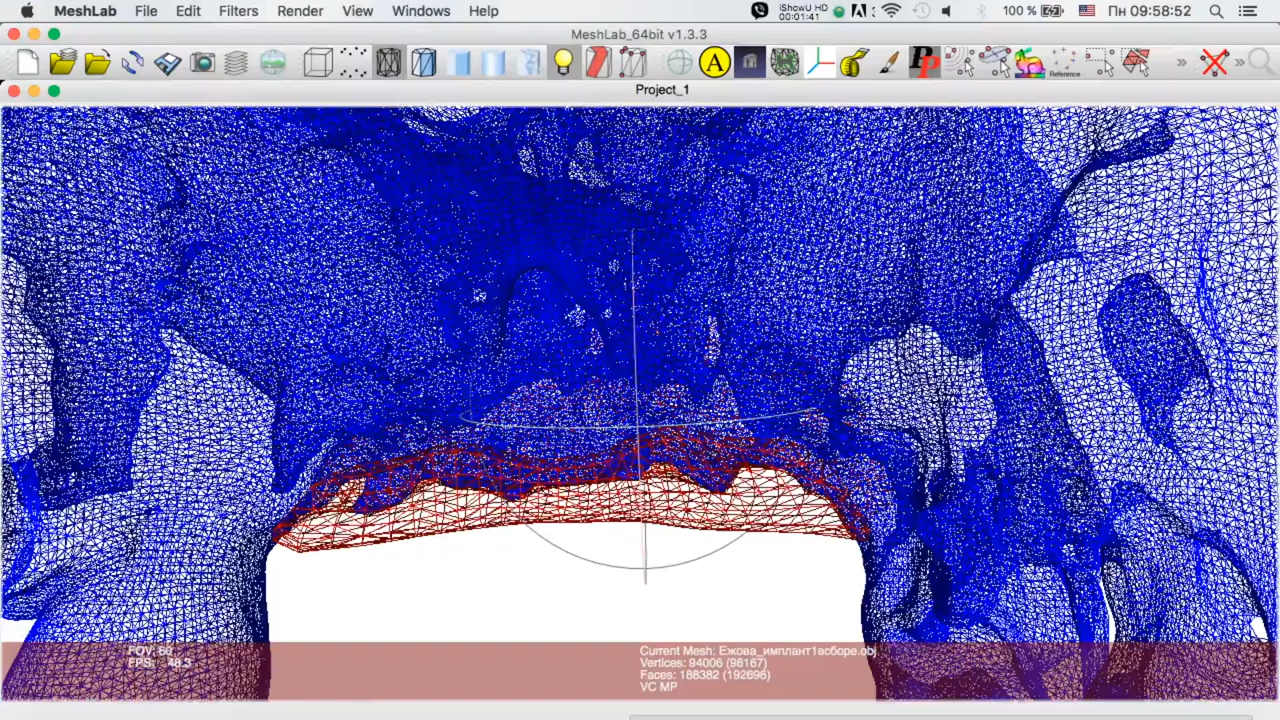 MeshLab File Edit Filters Render View Windows Help iShowU HD 00:01:41 100 % Пн 09:58:52
MeshLab_64bit v1.3.3
A Pp Reference » »
Project_1
FOV: 60
FPS: 48.3
Current Mesh: Ежова_имплант1всборе.obj
Vertices: 94006 (96167)
Faces: 188382 (192696)
VC MP